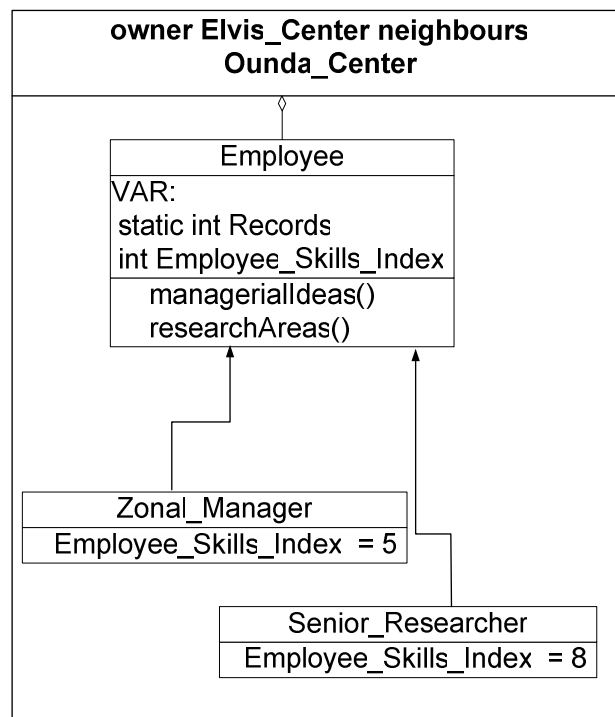 owner Elvis_Center neighbours
Ounda_Center
Employee
VAR:
static int Records
int Employee_Skills_Index
managerialIdeas()
researchAreas()
Zonal_Manager
Employee_Skills_Index = 5
Senior_Researcher
Employee_Skills_Index = 8